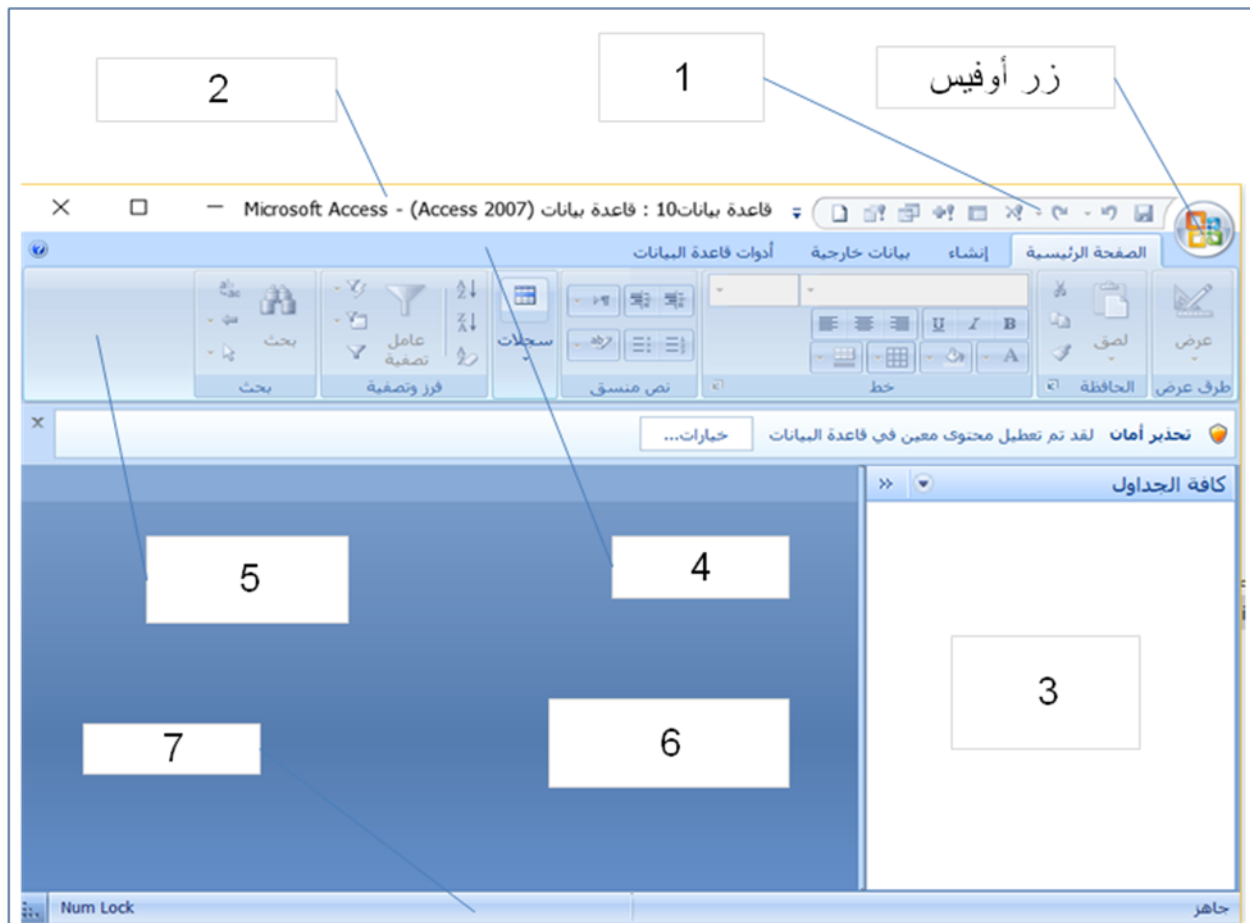 زر أوفيس
1
2
قاعدة بيانات10 : قاعدة بيانات (Access 2007) - Microsoft Access
الصفحة الرئيسية إنشاء بيانات خارجية أدوات قاعدة البيانات
عرض
لصق
B I U
A
سجلات
عامل تصفية
بحث
طرق عرض
الحافظة
خط
نص منسق
فرز وتصفية
بحث
تحذير أمان لقد تم تعطيل محتوى معين في قاعدة البيانات خيارات...
كافة الجداول
3
4
5
6
7
جاهز
Num Lock